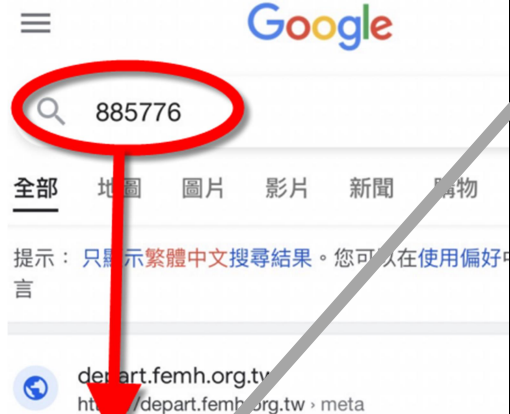 Google
885776
全部 地圖 圖片 影片 新聞 購物
提示： 只顯示繁體中文搜尋結果。您可以在使用偏好
言
depart.femh.org.tw
depart.femh.org.tw › meta